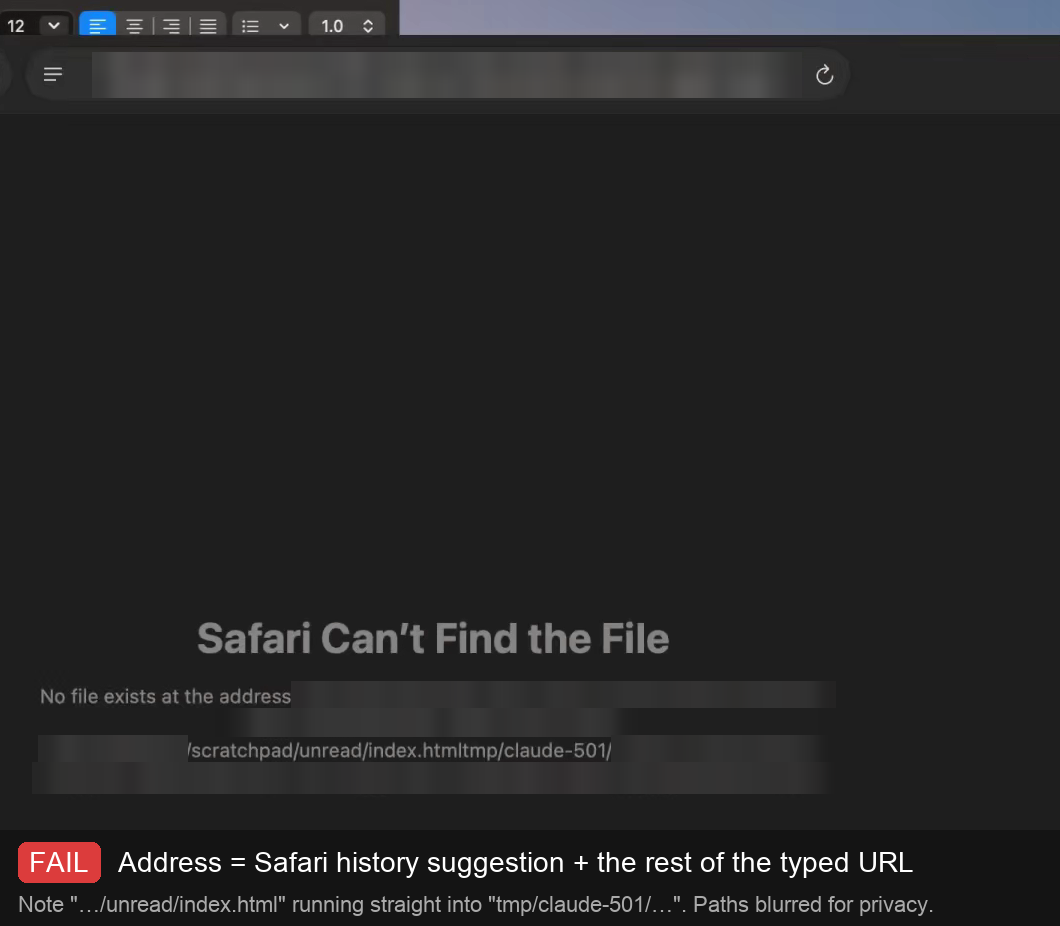 12
1.0
Safari Can’t Find the File
No file exists at the address
/scratchpad/unread/index.htmltmp/claude-501/
FAIL Address = Safari history suggestion + the rest of the typed URL
Note "…/unread/index.html" running straight into "tmp/claude-501/…". Paths blurred for privacy.